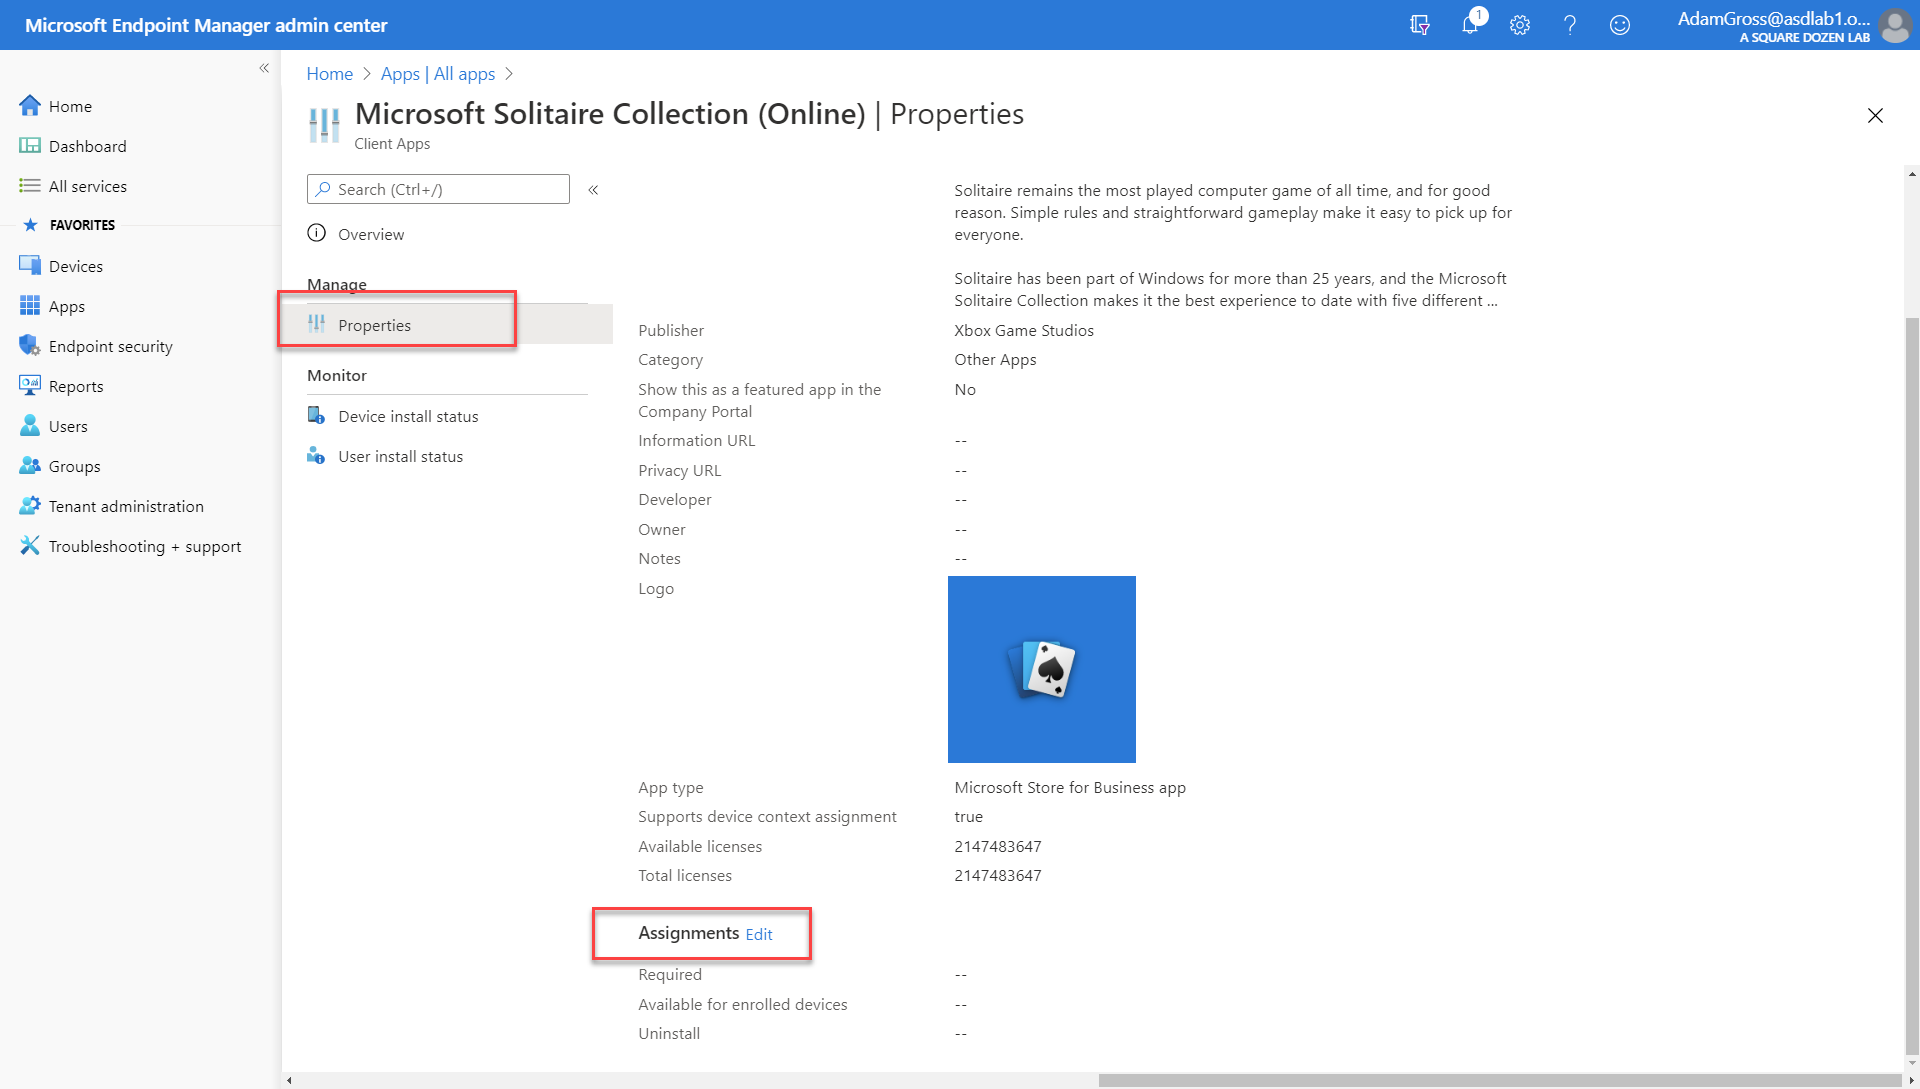 Microsoft Endpoint Manager admin center
1
AdamGross@asdlab1.o...
A SQUARE DOZEN LAB
«
Home
Dashboard
All services
FAVORITES
Devices
Apps
Endpoint security
Reports
Users
Groups
Tenant administration
Troubleshooting + support
Home > Apps | All apps >
Microsoft Solitaire Collection (Online) | Properties
Client Apps
Search (Ctrl+/)
«
Overview
Manage
Properties
Monitor
Device install status
User install status
Solitaire remains the most played computer game of all time, and for good
reason. Simple rules and straightforward gameplay make it easy to pick up for
everyone.
Solitaire has been part of Windows for more than 25 years, and the Microsoft
Solitaire Collection makes it the best experience to date with five different ...
Publisher Xbox Game Studios
Category Other Apps
Show this as a featured app in the No
Company Portal
Information URL --
Privacy URL --
Developer --
Owner --
Notes --
Logo
App type Microsoft Store for Business app
Supports device context assignment true
Available licenses 2147483647
Total licenses 2147483647
Assignments Edit
Required --
Available for enrolled devices --
Uninstall --